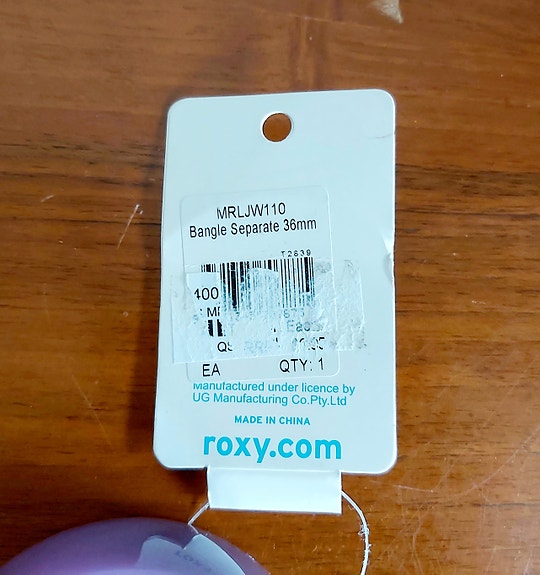 MRLJW110
Bangle Separate 36mm
T2839
400
EA QTY: 1
Manufactured under licence by
UG Manufacturing Co.Pty.Ltd
MADE IN CHINA
roxy.com